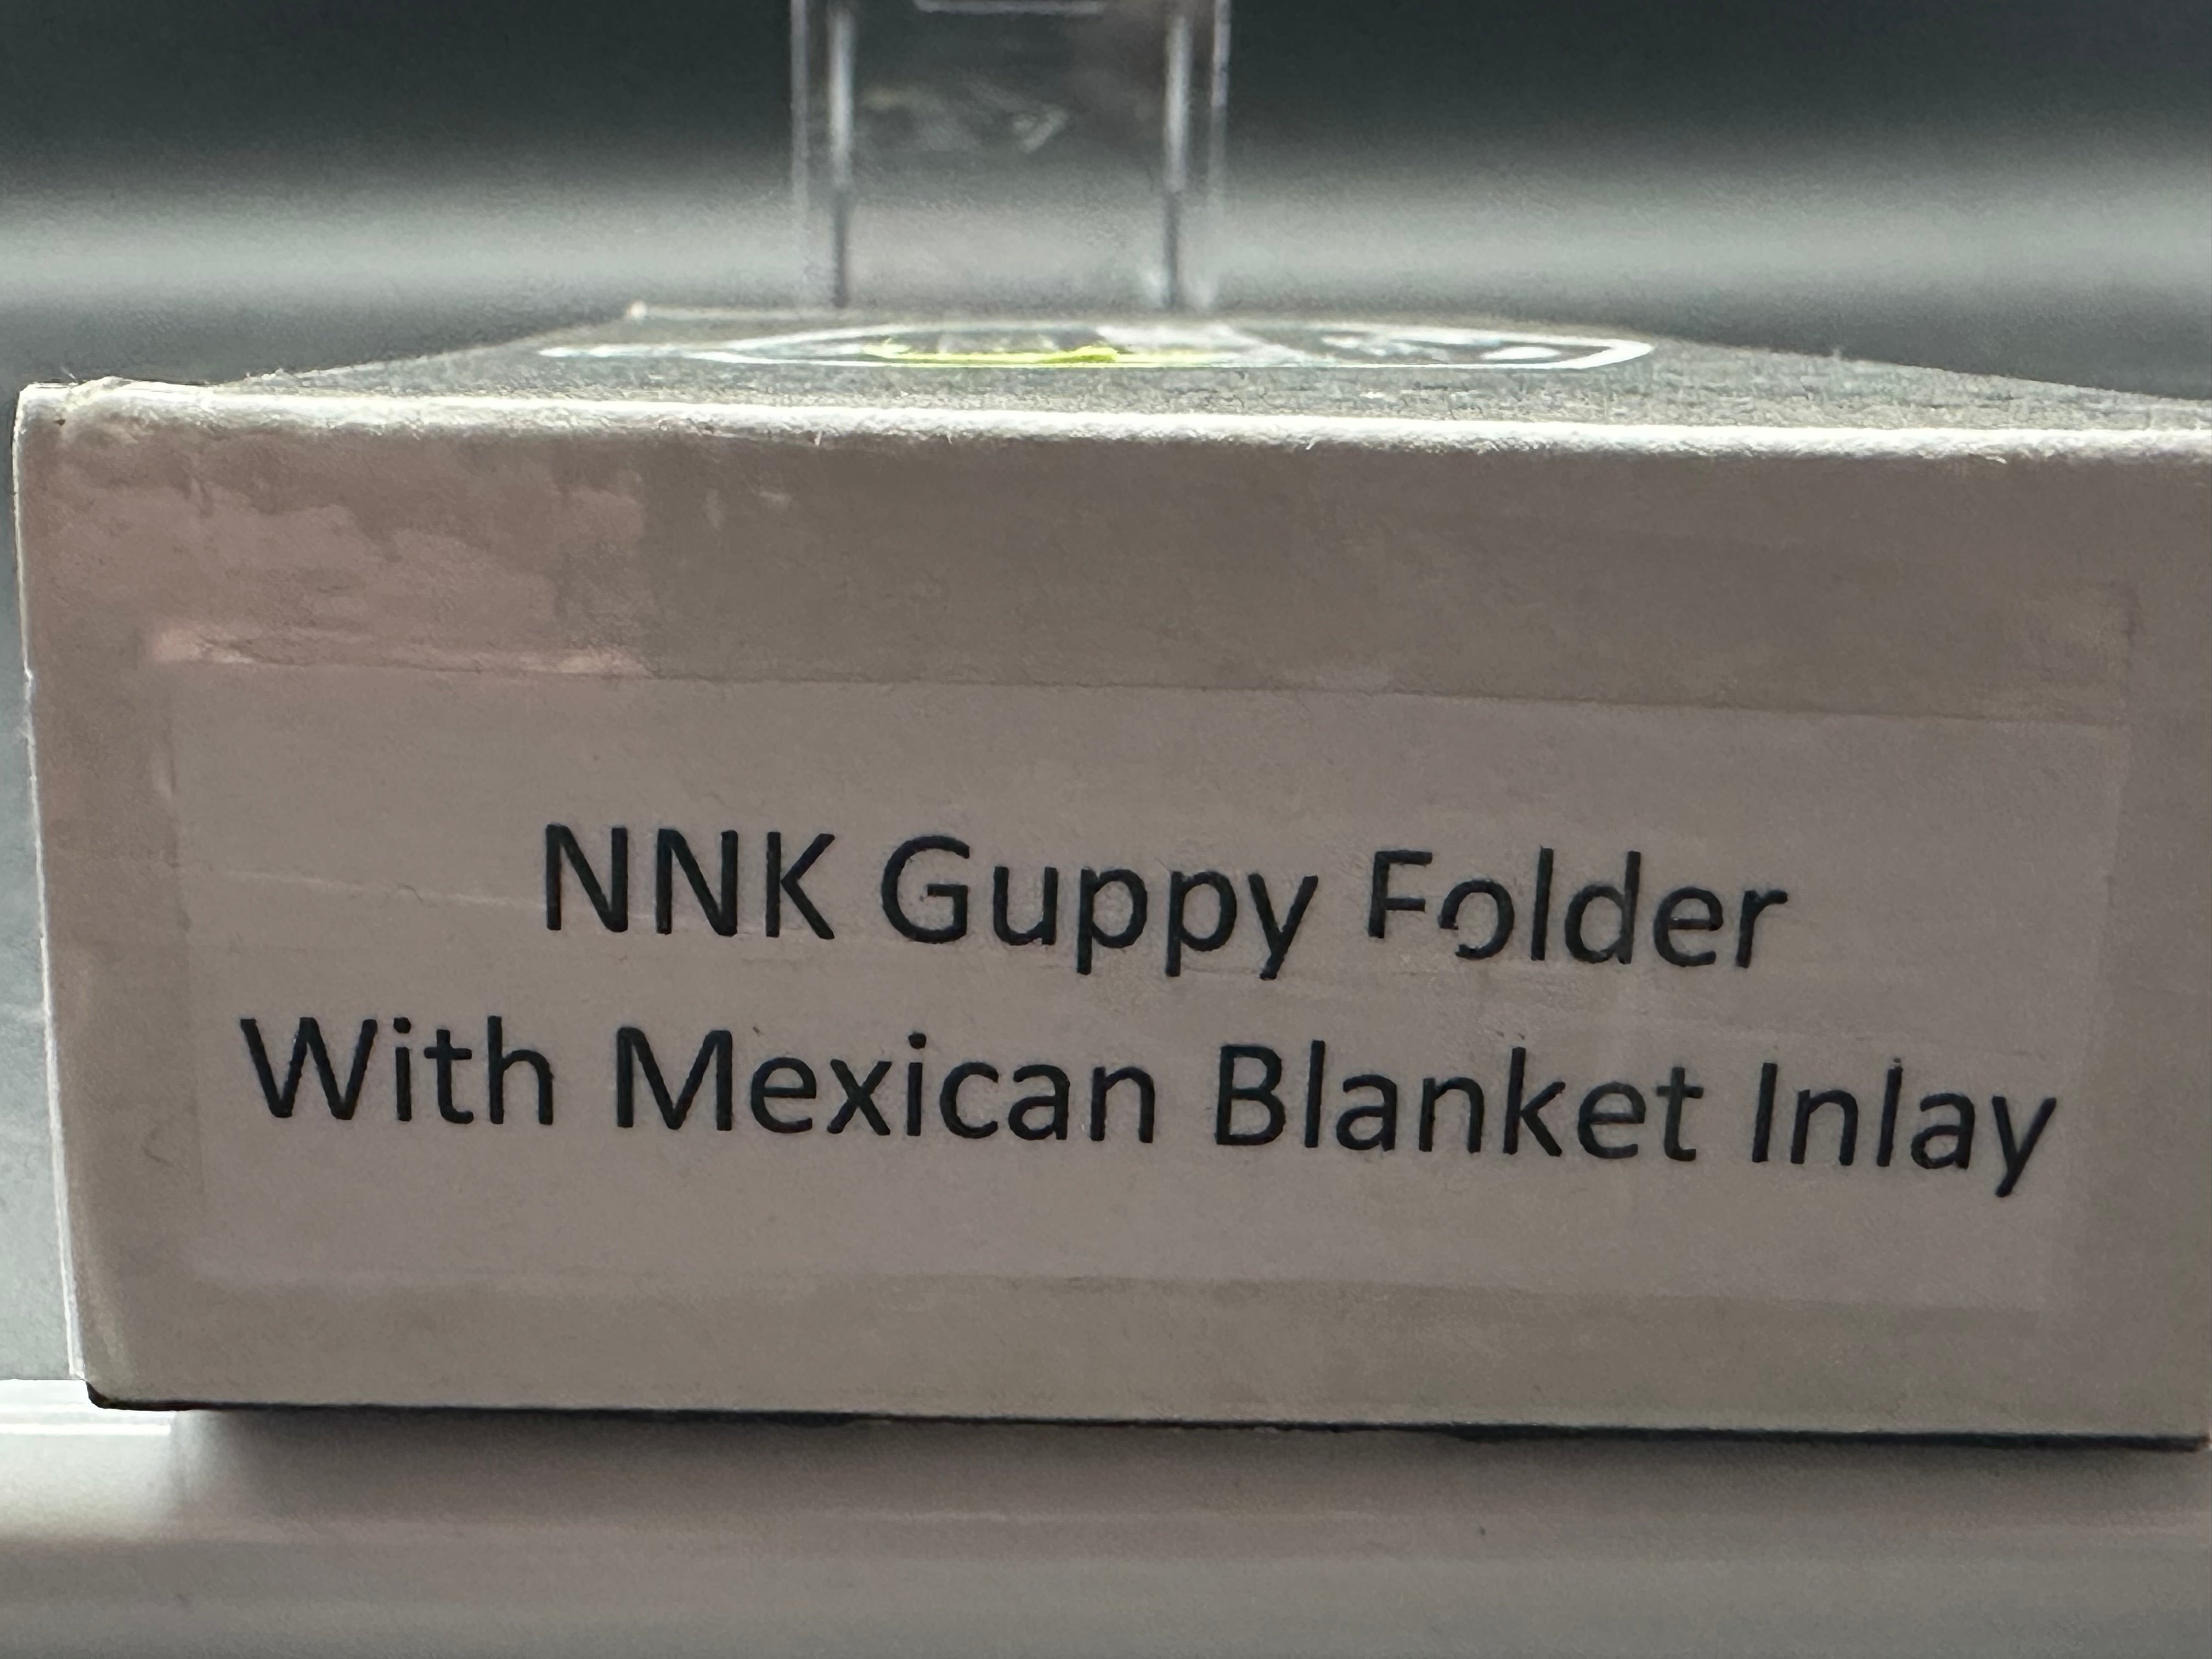 NNK Guppy Folder
With Mexican Blanket Inlay